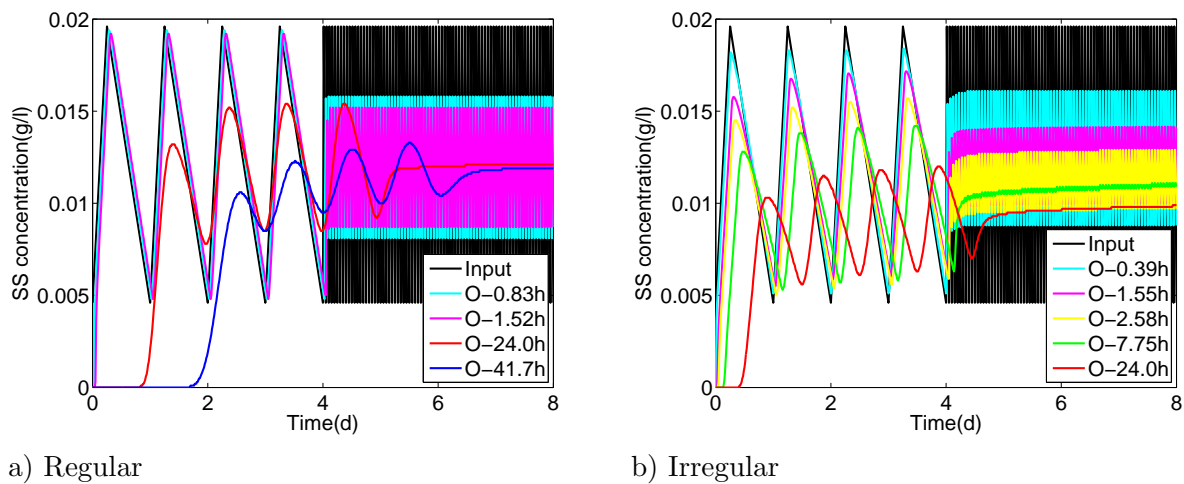 SS concentration(g/l)
0.02
0.015
0.01
0.005
0
0 2 4 6 8
Time(d)
Input
O−0.83h
O−1.52h
O−24.0h
O−41.7h
a) Regular
SS concentration(g/l)
0.02
0.015
0.01
0.005
0
0 2 4 6 8
Time(d)
Input
O−0.39h
O−1.55h
O−2.58h
O−7.75h
O−24.0h
b) Irregular